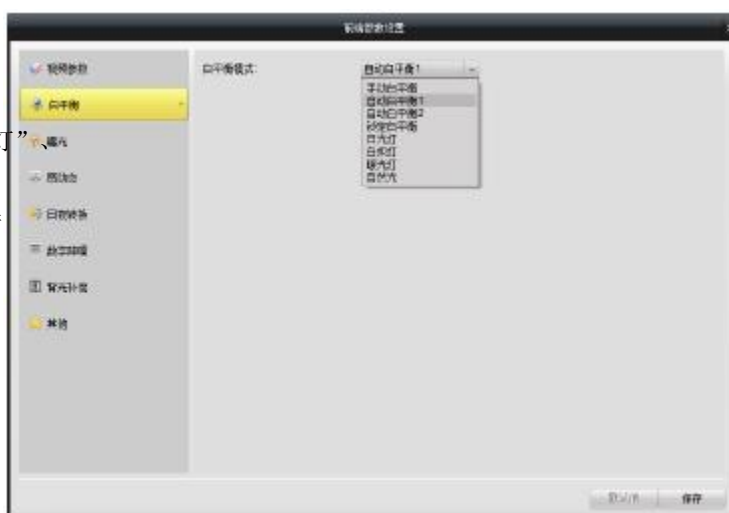 前端参数设置
视频参数
白平衡
灯”、
曝光
日夜转换
数字降噪
背光补偿
其他
白平衡模式:
自动白平衡1
手动白平衡
自动白平衡1
自动白平衡2
锁定白平衡
日光灯
白炽灯
暖光灯
自然光
默认值
保存